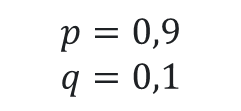 p = 0,9
q = 0,1